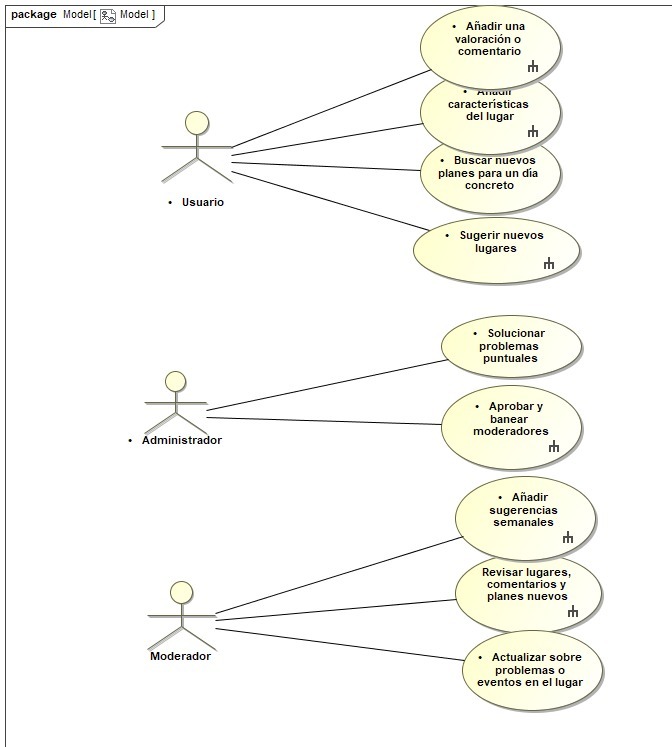 package Model[ Model ]
• Añadir una
valoración o
comentario
• Añadir
características
del lugar
• Buscar nuevos
planes para un día
concreto
• Usuario
• Sugerir nuevos
lugares
• Solucionar
problemas
puntuales
• Administrador
• Aprobar y
banear
moderadores
• Añadir
sugerencias
semanales
Revisar lugares,
comentarios y
planes nuevos
Moderador
• Actualizar sobre
problemas o
eventos en el lugar